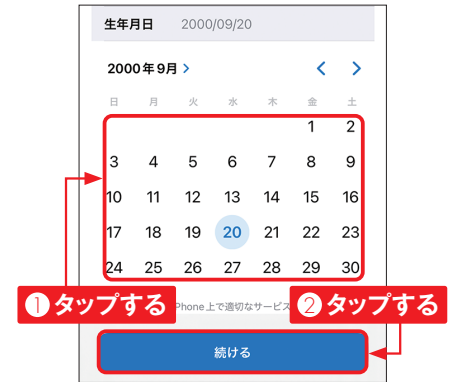 生年月日 2000/09/20
2000年9月 >
日 月 火 水 木 金 土
1 2
3 4 5 6 7 8 9
10 11 12 13 14 15 16
17 18 19 20 21 22 23
24 25 26 27 28 29 30
①タップする Phone上で適切なサービス ②タップする
続ける